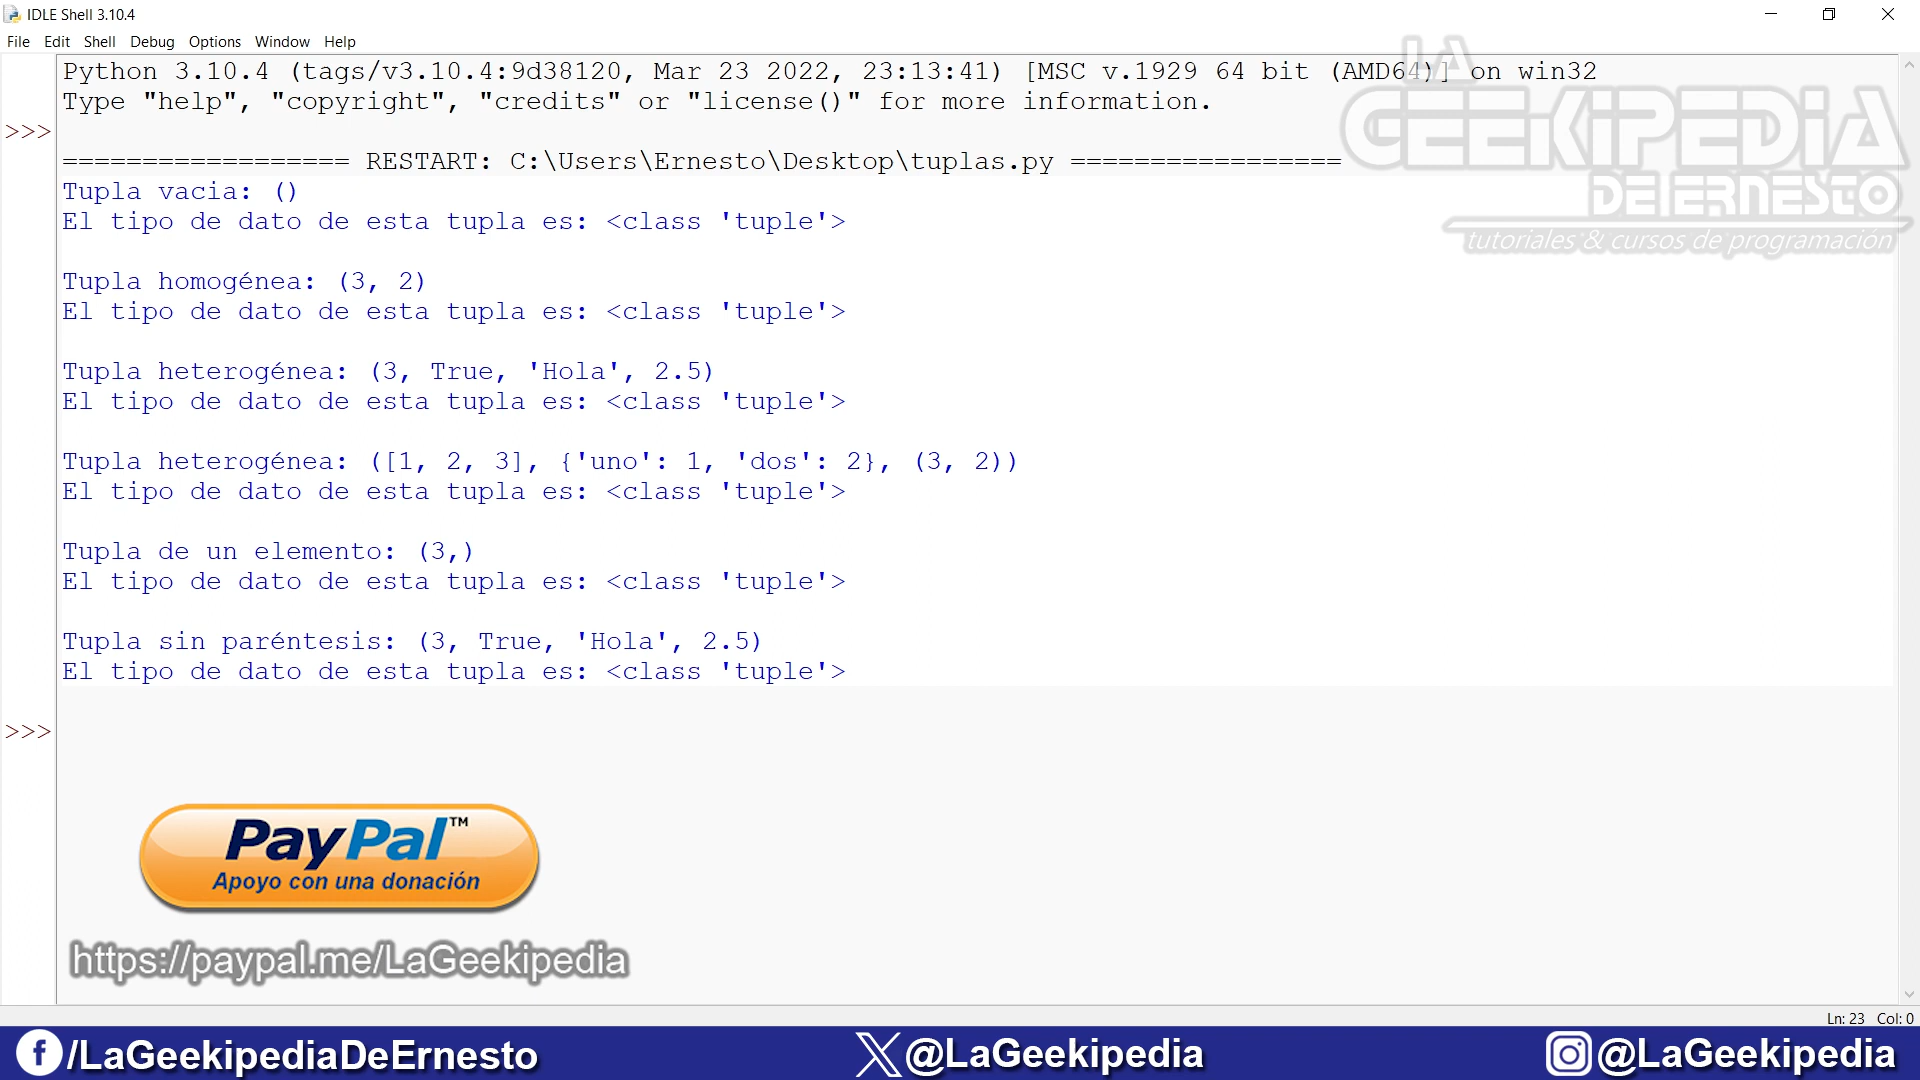 IDLE Shell 3.10.4
File Edit Shell Debug Options Window Help
Python 3.10.4 (tags/v3.10.4:9d38120, Mar 23 2022, 23:13:41) [MSC v.1929 64 bit (AMD64)] on win32
Type "help", "copyright", "credits" or "license()" for more information.
>>>
================== RESTART: C:\Users\Ernesto\Desktop\tuplas.py =================
Tupla vacia: ()
El tipo de dato de esta tupla es: <class 'tuple'>
Tupla homogénea: (3, 2)
El tipo de dato de esta tupla es: <class 'tuple'>
Tupla heterogénea: (3, True, 'Hola', 2.5)
El tipo de dato de esta tupla es: <class 'tuple'>
Tupla heterogénea: ([1, 2, 3], {'uno': 1, 'dos': 2}, (3, 2))
El tipo de dato de esta tupla es: <class 'tuple'>
Tupla de un elemento: (3,)
El tipo de dato de esta tupla es: <class 'tuple'>
Tupla sin paréntesis: (3, True, 'Hola', 2.5)
El tipo de dato de esta tupla es: <class 'tuple'>
>>>
LA
GEEKIPEDIA
DE ERNESTO
tutoriales & cursos de programación
PayPal™
Apoyo con una donación
https://paypal.me/LaGeekipedia
Ln: 23 Col: 0
/LaGeekipediaDeErnesto
@LaGeekipedia
@LaGeekipedia